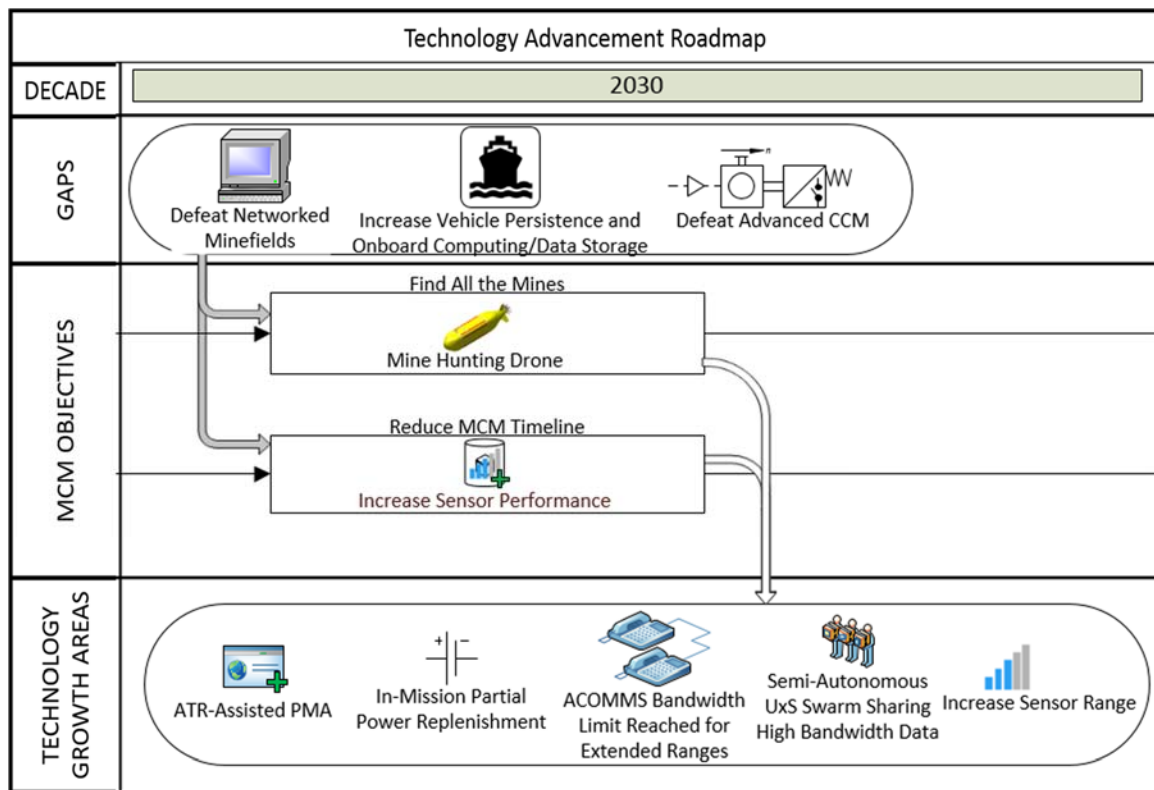 Technology Advancement Roadmap
DECADE
2030
GAPS
Defeat Networked
Minefields
Increase Vehicle Persistence and
Onboard Computing/Data Storage
n
Defeat Advanced CCM
MCM OBJECTIVES
Find All the Mines
Mine Hunting Drone
Reduce MCM Timeline
Increase Sensor Performance
TECHNOLOGY
GROWTH AREAS
ATR-Assisted PMA
+ −
In-Mission Partial
Power Replenishment
ACOMMS Bandwidth
Limit Reached for
Extended Ranges
Semi-Autonomous
UxS Swarm Sharing
High Bandwidth Data
Increase Sensor Range